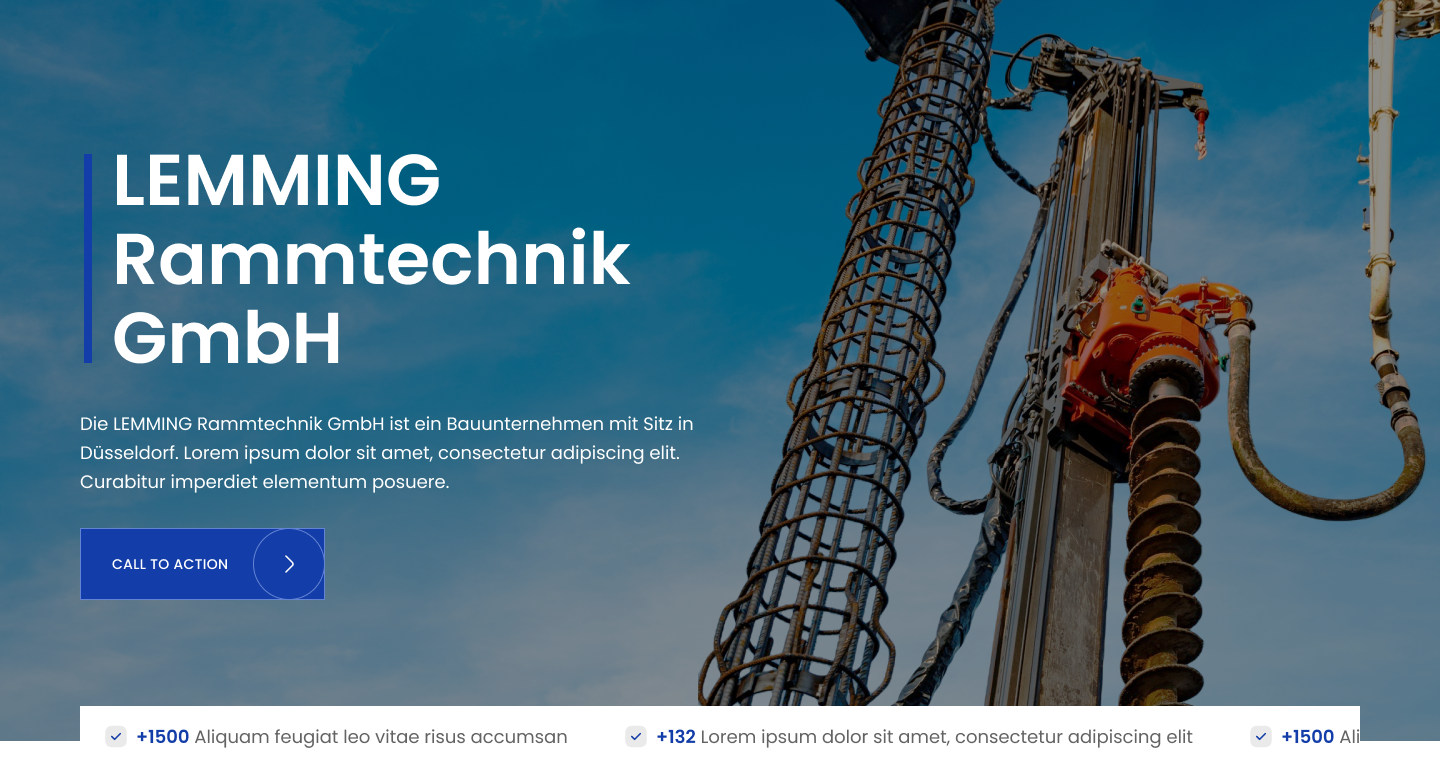 LEMMING
Rammtechnik
GmbH
Die LEMMING Rammtechnik GmbH ist ein Bauunternehmen mit Sitz in
Düsseldorf. Lorem ipsum dolor sit amet, consectetur adipiscing elit.
Curabitur imperdiet elementum posuere.
CALL TO ACTION
+1500 Aliquam feugiat leo vitae risus accumsan
+132 Lorem ipsum dolor sit amet, consectetur adipiscing elit
+1500 Ali